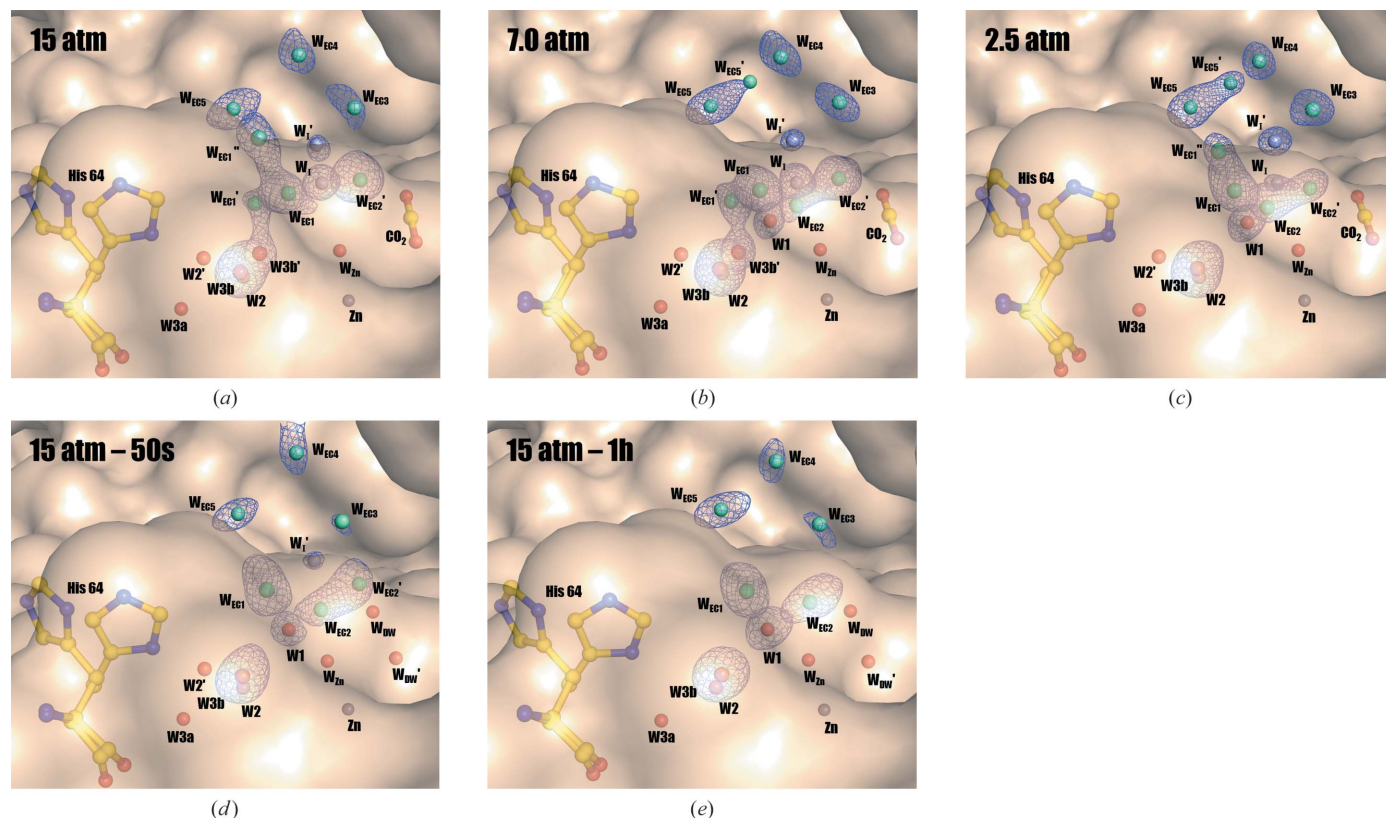 15 atm
W_EC4
W_EC5
W_EC3
W_I'
W_EC1"
W_I
His 64
W_EC1'
W_EC1
W_EC2'
CO₂
W2'
W3b'
W_Zn
W3b
W2
W3a
Zn
(a)
7.0 atm
W_EC4
W_EC5'
W_EC5
W_EC3
W_I'
W_EC1
W_I
His 64
W_EC1'
W_EC2'
W_EC2
W1
CO₂
W2'
W3b'
W_Zn
W3b
W2
W3a
Zn
(b)
2.5 atm
W_EC4
W_EC5'
W_EC5
W_EC3
W_I'
W_EC1"
W_I
His 64
W_EC1
W_EC2'
W_EC2
W1
CO₂
W2'
W_Zn
W3b
W2
W3a
Zn
(c)
15 atm – 50s
W_EC4
W_EC5
W_EC3
W_I'
His 64
W_EC2'
W_EC1
W_EC2
W_DW
W1
W_Zn
W_DW'
W2'
W3b
W2
W3a
Zn
(d)
15 atm – 1h
W_EC4
W_EC5
W_EC3
His 64
W_EC1
W_EC2
W_DW
W1
W_Zn
W_DW'
W3b
W2
W3a
Zn
(e)